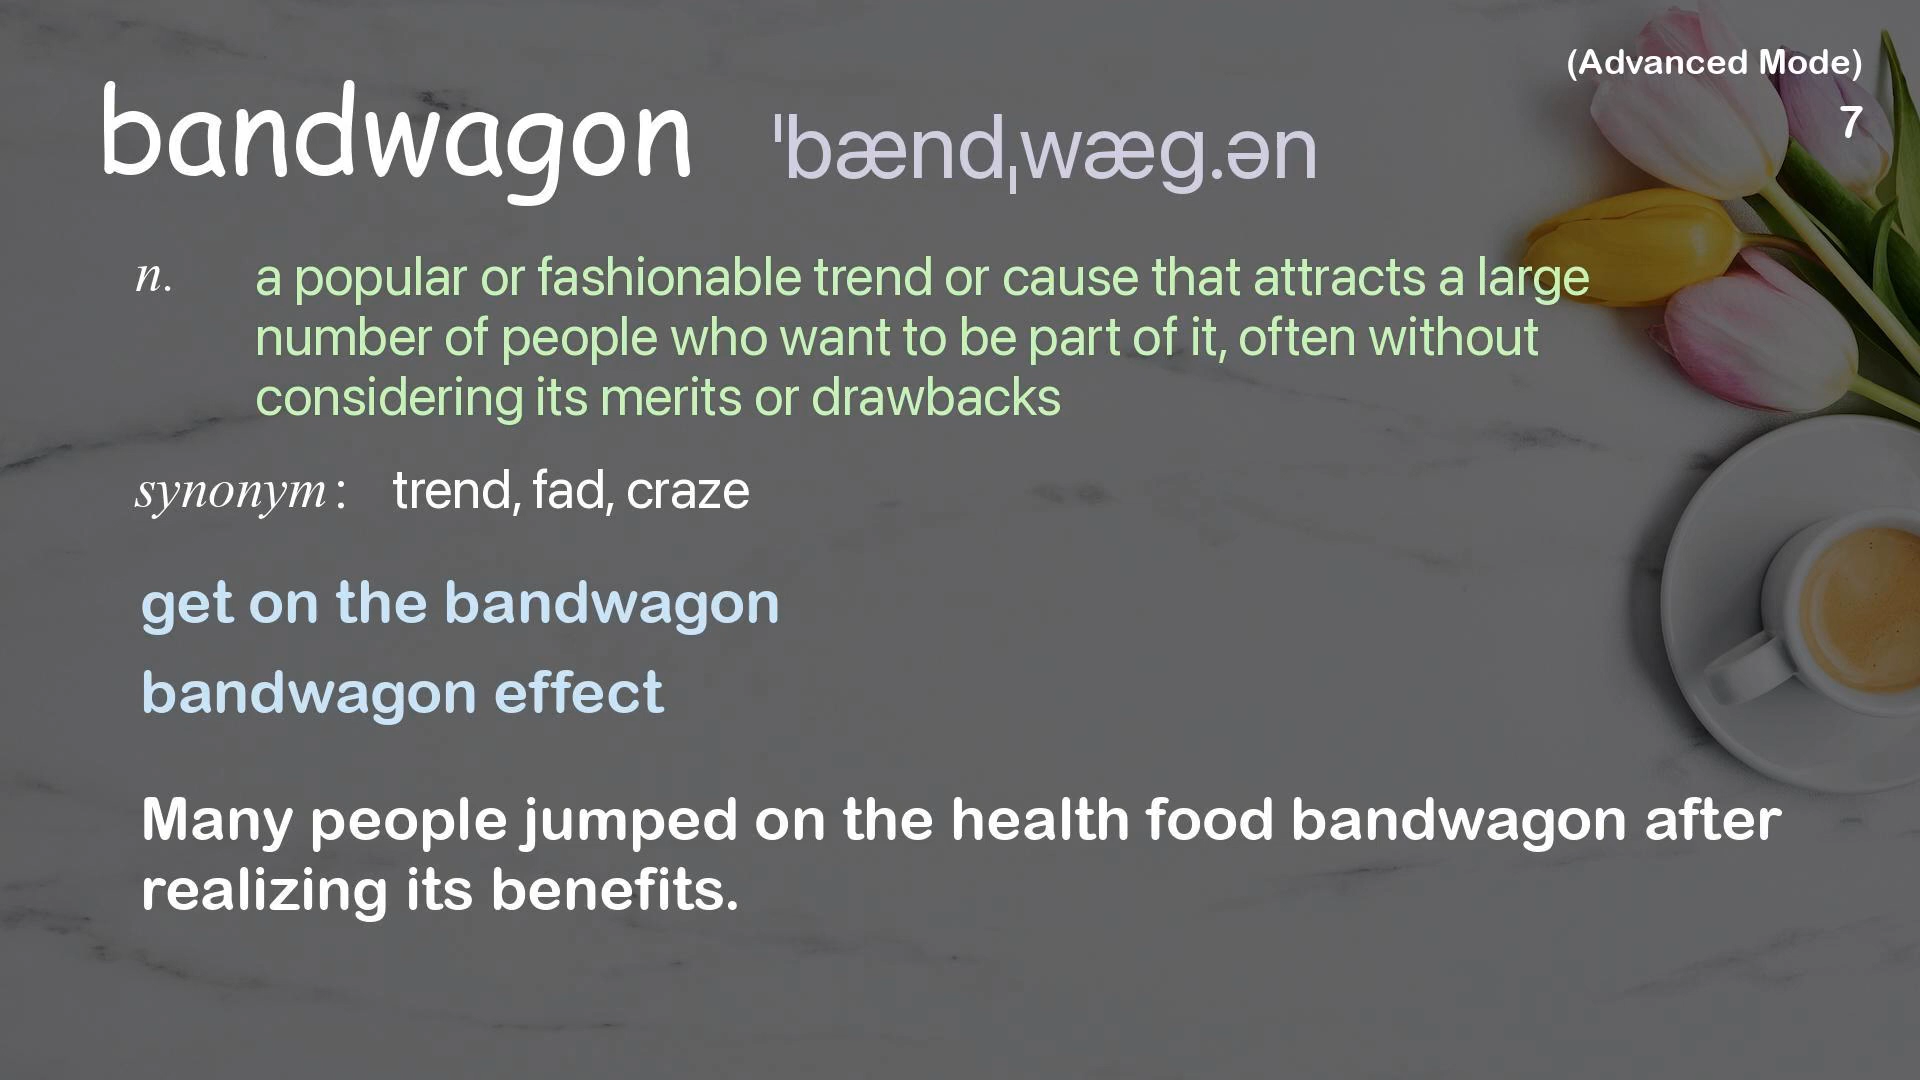 (Advanced Mode)
7
bandwagon ˈbændˌwæg.ən
n. a popular or fashionable trend or cause that attracts a large
number of people who want to be part of it, often without
considering its merits or drawbacks
synonym: trend, fad, craze
get on the bandwagon
bandwagon effect
Many people jumped on the health food bandwagon after
realizing its benefits.